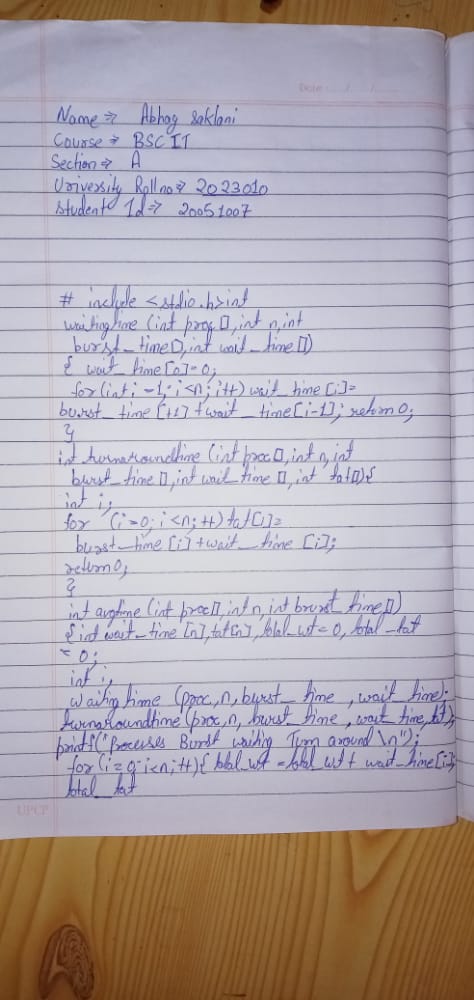 Date : ..../..../....
Name ⇒ Abhay Saklani
Course ⇒ BSC IT
Section ⇒ A
University Roll no ⇒ 2023010
Student Id ⇒ 20051007
# include <stdio.h> int
waitingtime (int proc [], int n, int
burst_time [], int wait_time [])
{ wait_time [0] = 0;
for (int i = 1; i < n; i++) wait_time [i] =
burst_time [i+1] + wait_time [i-1]; return 0;
}
int turnaroundtime (int proc [], int n, int
burst_time [], int wait_time [], int tat []) {
int i;
for (i=0; i<n; ++) tat [i] =
burst_time [i] + wait_time [i];
return 0;
}
int avgtime (int proc [], int n, int burst_time [])
{ int wait_time [n], tat [n], total_wt = 0, total_tat
= 0;
int i;
Waiting time (proc, n, burst_time, wait_time);
turnaroundtime (proc, n, burst_time, wait_time, tat);
printf ("Processes Burst waiting Turn around \n");
for (i = 0; i<n; ++) { total_wt = total_wt + wait_time [i];
total_tat
UPCP